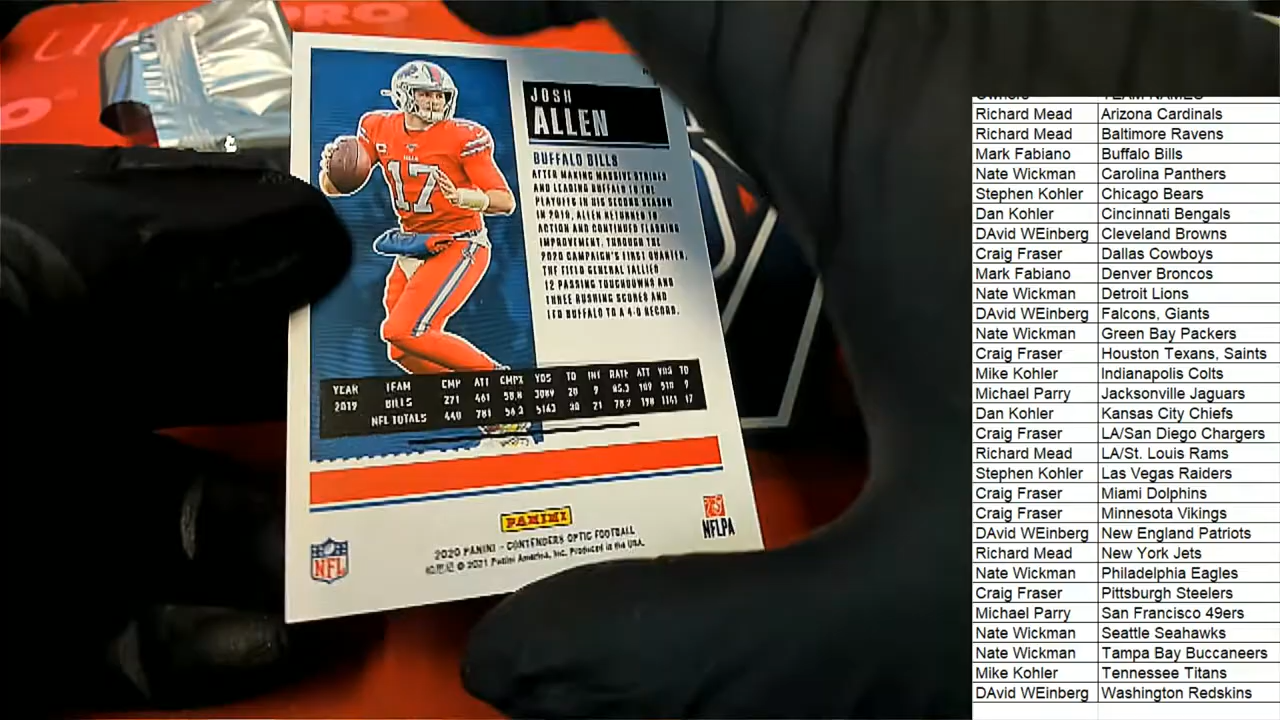 PRO
JOSH
ALLEN
BUFFALO BILLS
AFTER MAKING MASSIVE STRIDES
AND LEADING BUFFALO TO THE
PLAYOFFS IN HIS SECOND SEASON
IN 2019, ALLEN RETURNED TO
ACTION AND CONTINUED FLASHING
IMPROVEMENT. THROUGH THE
2020 CAMPAIGN'S FIRST QUARTER,
THE FIELD GENERAL TALLIED
12 PASSING TOUCHDOWNS AND
THREE RUSHING SCORES AND
LED BUFFALO TO A 4-0 RECORD.
17
YEAR TEAM CMP ATT CMP% YDS TD INT RATE ATT YDS TD
2019 BILLS 271 461 58.8 3089 20 9 85.3 109 510 9
NFL TOTALS 440 781 56.3 5163 30 21 78.2 198 1141 17
PANINI
2020 PANINI - CONTENDERS OPTIC FOOTBALL
© 2021 Panini America, Inc. Produced in the USA.
NFL
NFLPA
Owners TEAM NAMES
Richard Mead Arizona Cardinals
Richard Mead Baltimore Ravens
Mark Fabiano Buffalo Bills
Nate Wickman Carolina Panthers
Stephen Kohler Chicago Bears
Dan Kohler Cincinnati Bengals
DAvid WEinberg Cleveland Browns
Craig Fraser Dallas Cowboys
Mark Fabiano Denver Broncos
Nate Wickman Detroit Lions
DAvid WEinberg Falcons, Giants
Nate Wickman Green Bay Packers
Craig Fraser Houston Texans, Saints
Mike Kohler Indianapolis Colts
Michael Parry Jacksonville Jaguars
Dan Kohler Kansas City Chiefs
Craig Fraser LA/San Diego Chargers
Richard Mead LA/St. Louis Rams
Stephen Kohler Las Vegas Raiders
Craig Fraser Miami Dolphins
Craig Fraser Minnesota Vikings
DAvid WEinberg New England Patriots
Richard Mead New York Jets
Nate Wickman Philadelphia Eagles
Craig Fraser Pittsburgh Steelers
Michael Parry San Francisco 49ers
Nate Wickman Seattle Seahawks
Nate Wickman Tampa Bay Buccaneers
Mike Kohler Tennessee Titans
DAvid WEinberg Washington Redskins